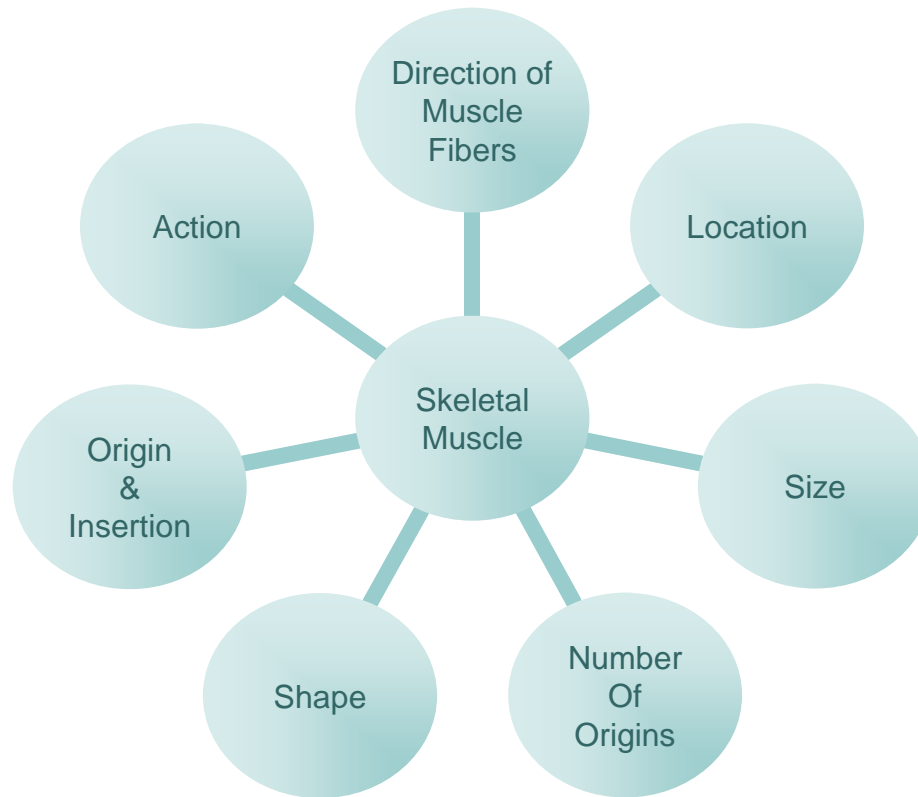 Direction of
Muscle
Fibers
Action
Location
Skeletal
Muscle
Origin
&
Insertion
Size
Shape
Number
Of
Origins